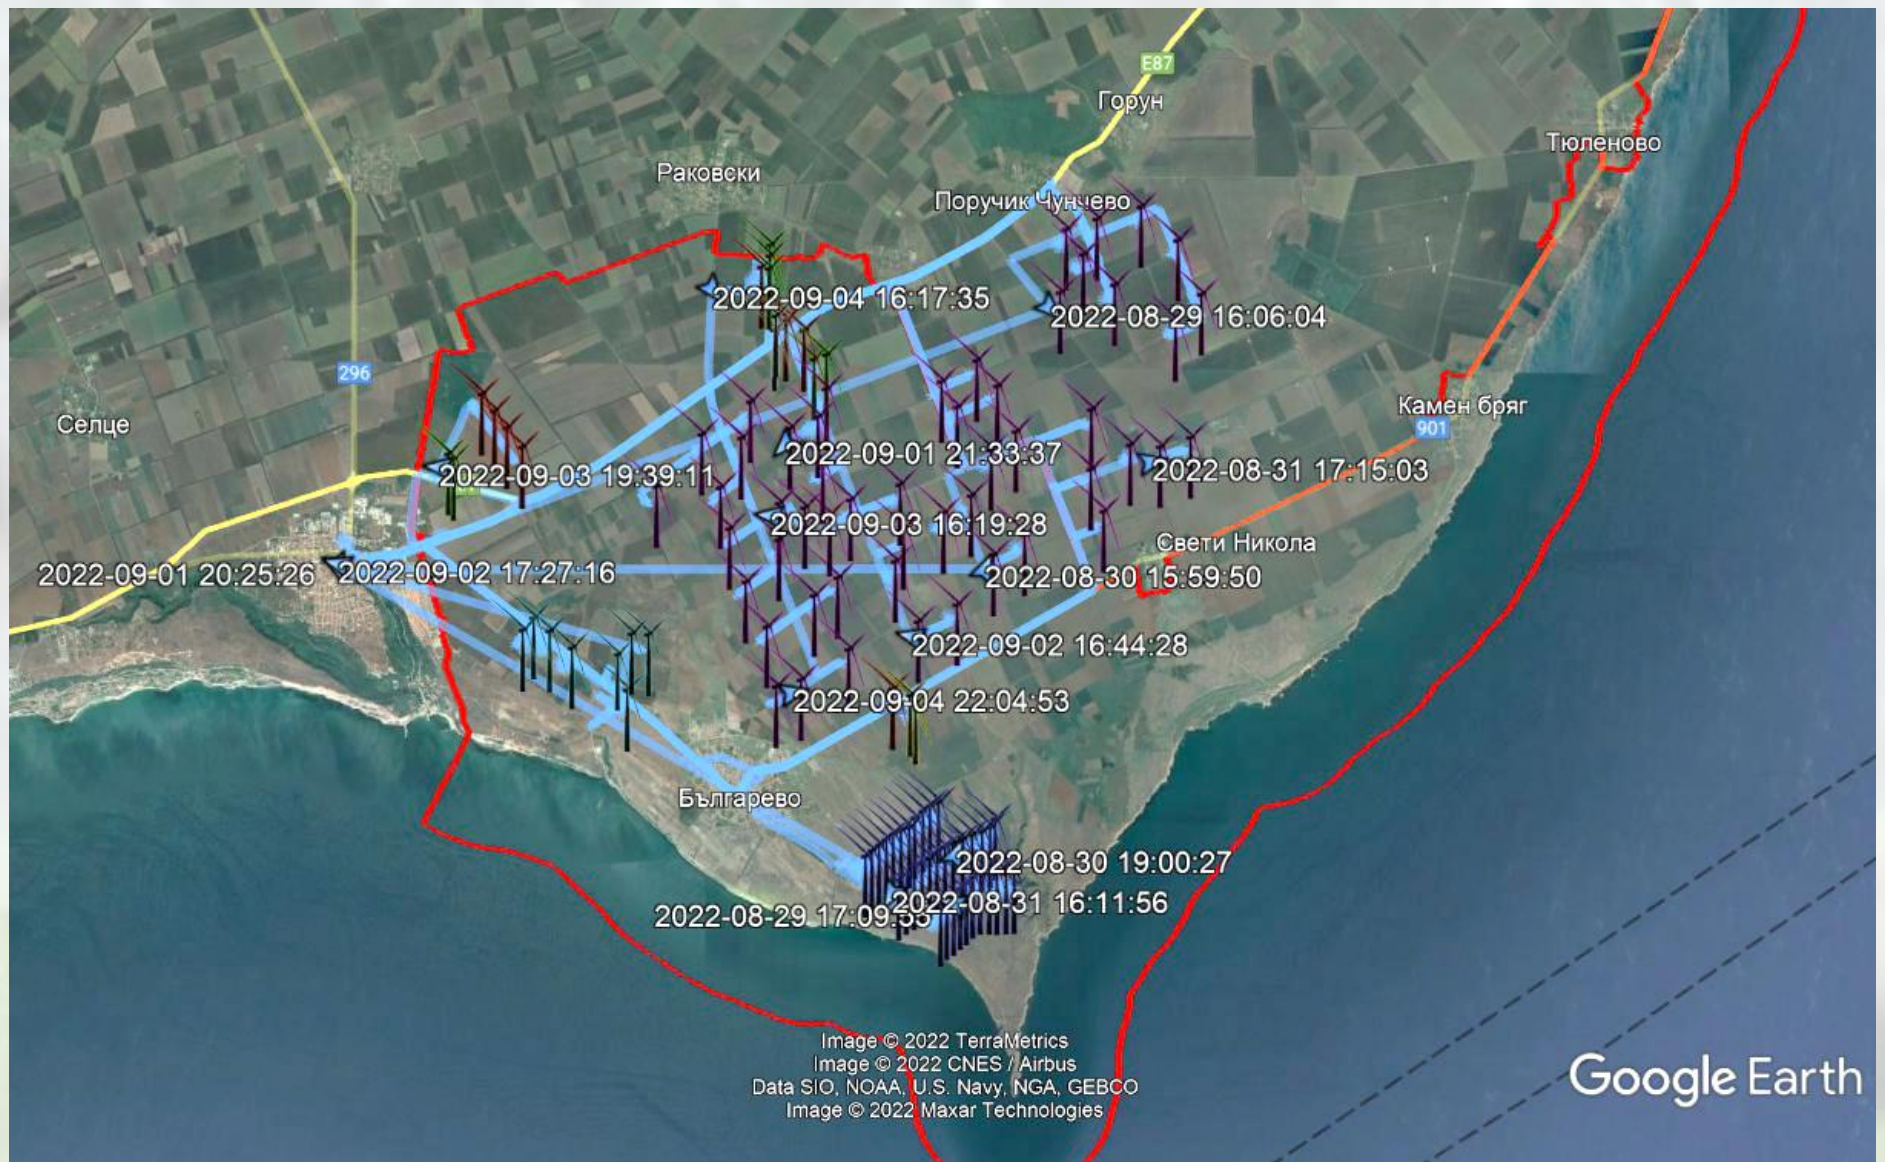 E87
Горун
Тюленово
Раковски
Поручик Чунчево
2022-09-04 16:17:35
2022-08-29 16:06:04
296
Камен бряг
901
Селце
2022-09-01 21:33:37
2022-08-31 17:15:03
2022-09-03 19:39:11
2022-09-03 16:19:28
Свети Никола
2022-09-01 20:25:26
2022-09-02 17:27:16
2022-08-30 15:59:50
2022-09-02 16:44:28
2022-09-04 22:04:53
Българево
2022-08-30 19:00:27
2022-08-31 16:11:56
2022-08-29
Image © 2022 TerraMetrics
Image © 2022 CNES / Airbus
Data SIO, NOAA, U.S. Navy, NGA, GEBCO
Image © 2022 Maxar Technologies
Google Earth